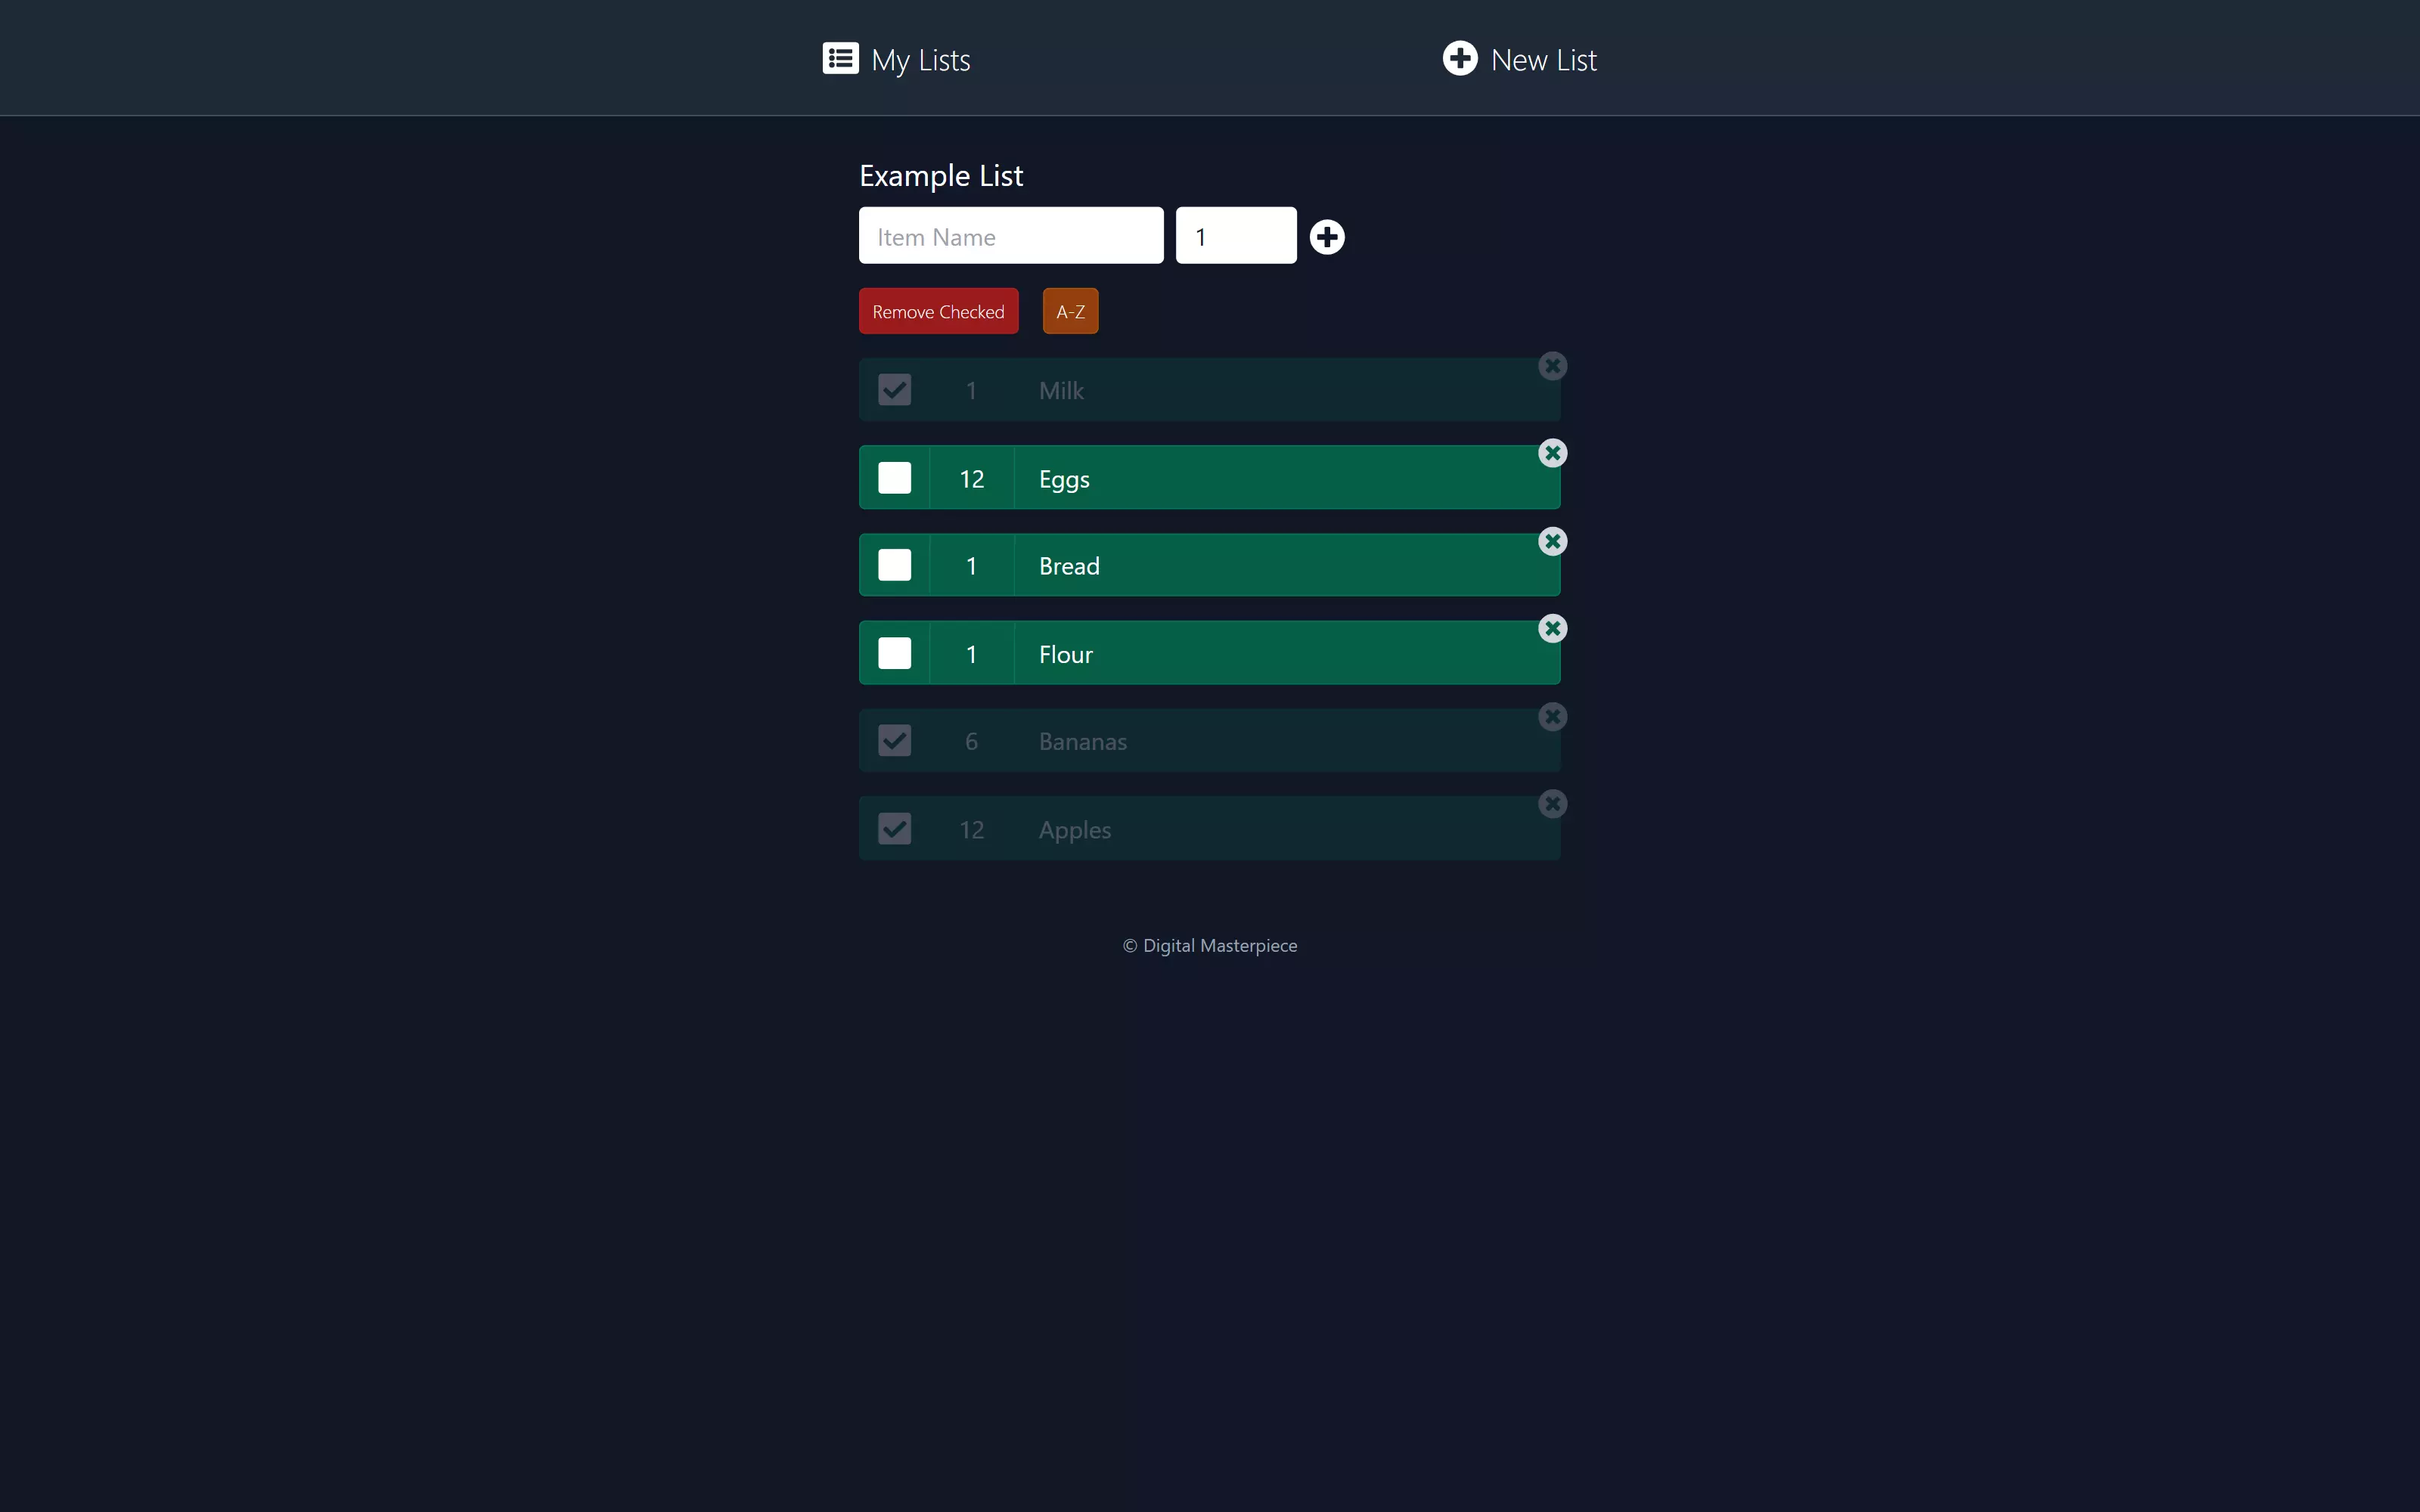 My Lists New List
Example List
Item Name 1
Remove Checked A-Z
1 Milk
12 Eggs
1 Bread
1 Flour
6 Bananas
12 Apples
© Digital Masterpiece